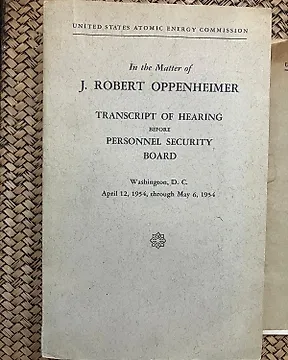 UNITED STATES ATOMIC ENERGY COMMISSION
In the Matter of
J. ROBERT OPPENHEIMER
TRANSCRIPT OF HEARING
BEFORE
PERSONNEL SECURITY
BOARD
Washington, D. C.
April 12, 1954, through May 6, 1954